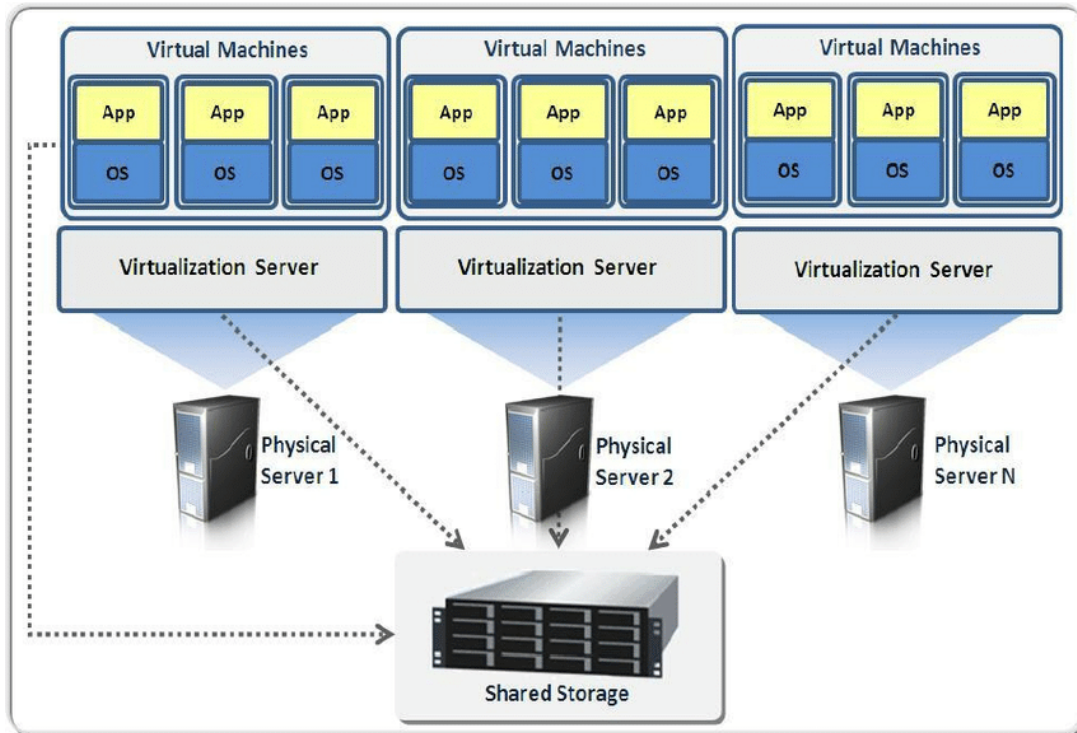 Virtual Machines
Virtual Machines
Virtual Machines
App
App
App
App
App
App
App
App
App
OS
OS
OS
OS
OS
OS
OS
OS
OS
Virtualization Server
Virtualization Server
Virtualization Server
Physical
Server 1
Physical
Server 2
Physical
Server N
Shared Storage